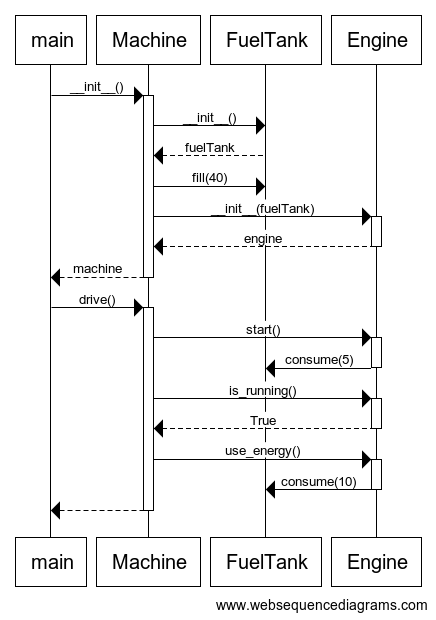 main Machine FuelTank Engine
__init__()
__init__()
fuelTank
fill(40)
__init__(fuelTank)
engine
machine
drive()
start()
consume(5)
is_running()
True
use_energy()
consume(10)
main Machine FuelTank Engine
www.websequencediagrams.com